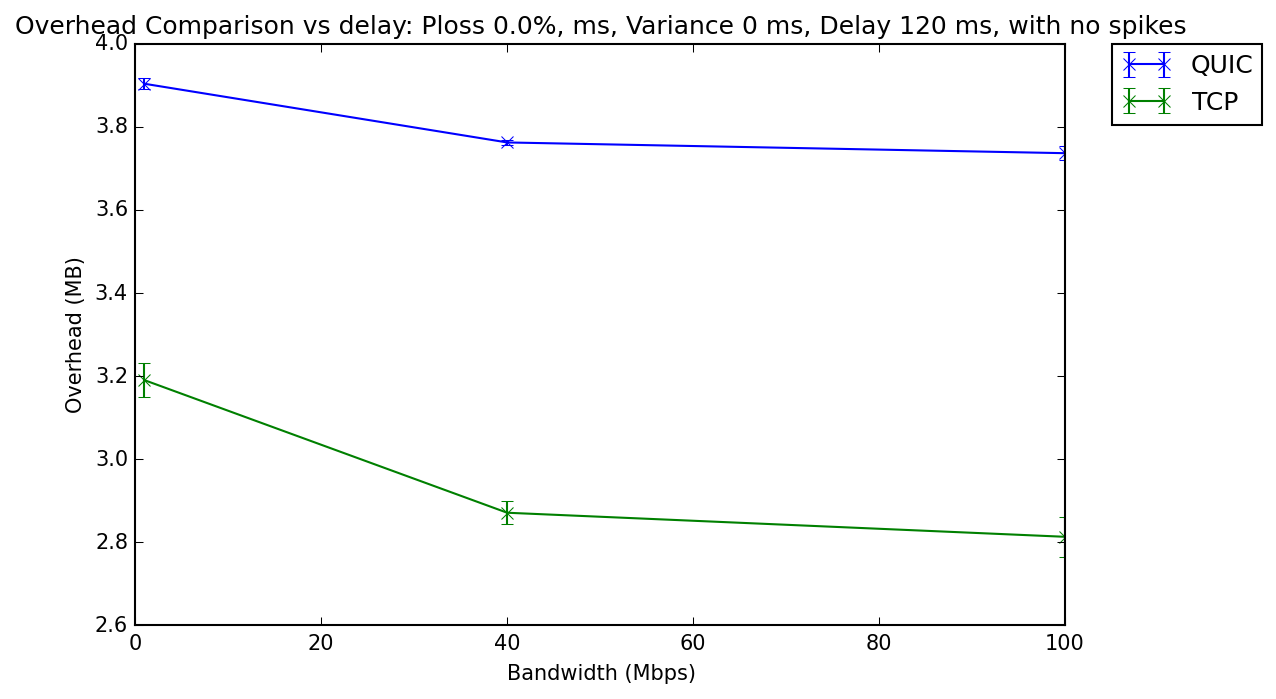 Overhead Comparison vs delay: Ploss 0.0%, ms, Variance 0 ms, Delay 120 ms, with no spikes
QUIC
TCP
4.0
3.8
3.6
3.4
3.2
3.0
2.8
2.6
Overhead (MB)
0 20 40 60 80 100
Bandwidth (Mbps)